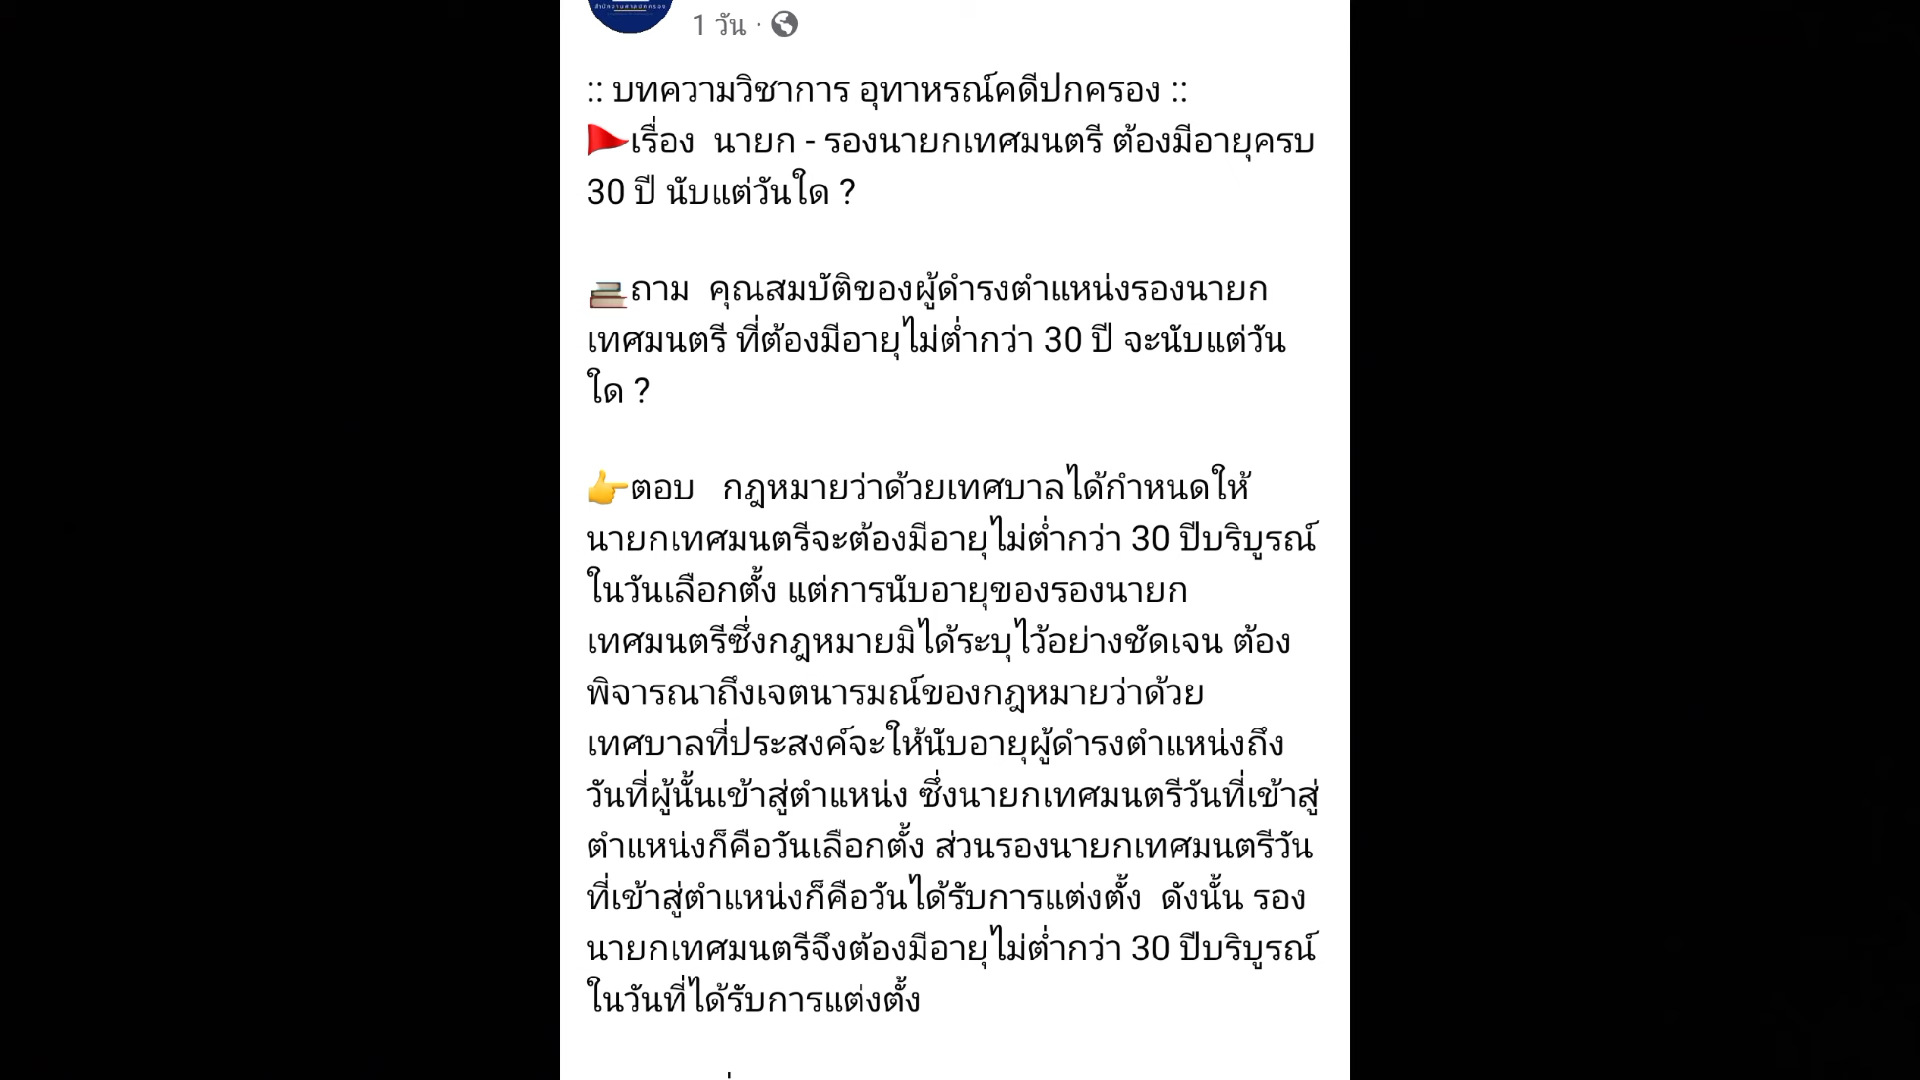 สำนักงานศาลปกครอง
1 วัน ·
:: บทความวิชาการ อุทาหรณ์คดีปกครอง ::
🚩เรื่อง นายก - รองนายกเทศมนตรี ต้องมีอายุครบ
30 ปี นับแต่วันใด ?
📚ถาม คุณสมบัติของผู้ดำรงตำแหน่งรองนายก
เทศมนตรี ที่ต้องมีอายุไม่ต่ำกว่า 30 ปี จะนับแต่วัน
ใด ?
👉ตอบ กฎหมายว่าด้วยเทศบาลได้กำหนดให้
นายกเทศมนตรีจะต้องมีอายุไม่ต่ำกว่า 30 ปีบริบูรณ์
ในวันเลือกตั้ง แต่การนับอายุของรองนายก
เทศมนตรีซึ่งกฎหมายมิได้ระบุไว้อย่างชัดเจน ต้อง
พิจารณาถึงเจตนารมณ์ของกฎหมายว่าด้วย
เทศบาลที่ประสงค์จะให้นับอายุผู้ดำรงตำแหน่งถึง
วันที่ผู้นั้นเข้าสู่ตำแหน่ง ซึ่งนายกเทศมนตรีวันที่เข้าสู่
ตำแหน่งก็คือวันเลือกตั้ง ส่วนรองนายกเทศมนตรีวัน
ที่เข้าสู่ตำแหน่งก็คือวันได้รับการแต่งตั้ง ดังนั้น รอง
นายกเทศมนตรีจึงต้องมีอายุไม่ต่ำกว่า 30 ปีบริบูรณ์
ในวันที่ได้รับการแต่งตั้ง